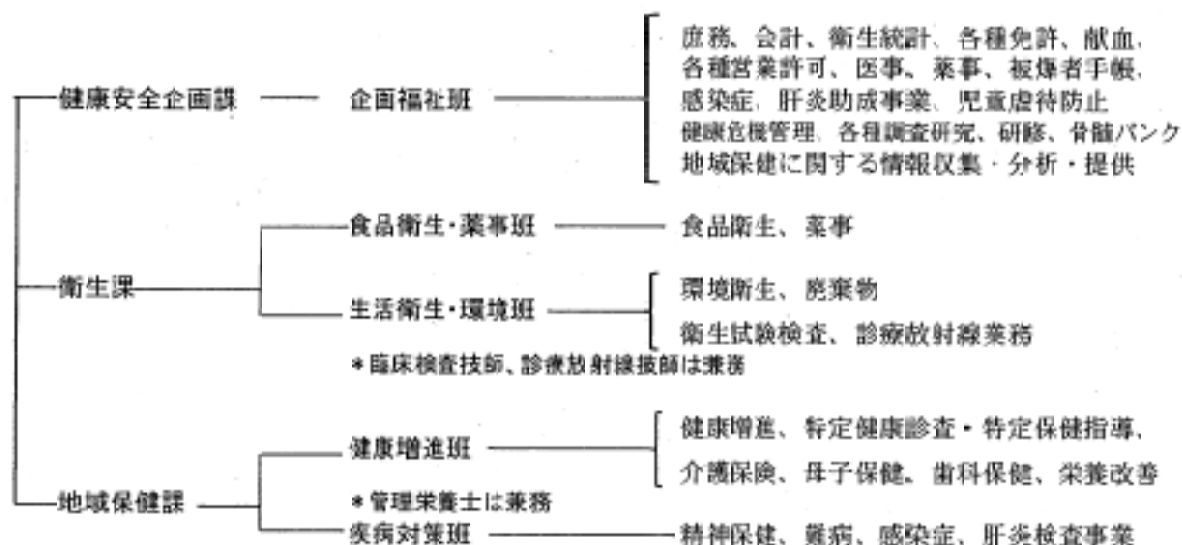 健康安全企画課
企画福祉班
庶務、会計、衛生統計、各種免許、献血、
各種営業許可、医事、薬事、被爆者手帳、
感染症、肝炎助成事業、児童虐待防止
健康危機管理、各種調査研究、研修、骨髄バンク
地域保健に関する情報収集・分析・提供
衛生課
食品衛生・薬事班
食品衛生、薬事
生活衛生・環境班
環境衛生、廃棄物
衛生試験検査、診療放射線業務
*臨床検査技師、診療放射線技師は兼務
地域保健課
健康増進班
健康増進、特定健康診査・特定保健指導、
介護保険、母子保健。歯科保健、栄養改善
*管理栄養士は兼務
疾病対策班
精神保健、難病、感染症、肝炎検査事業